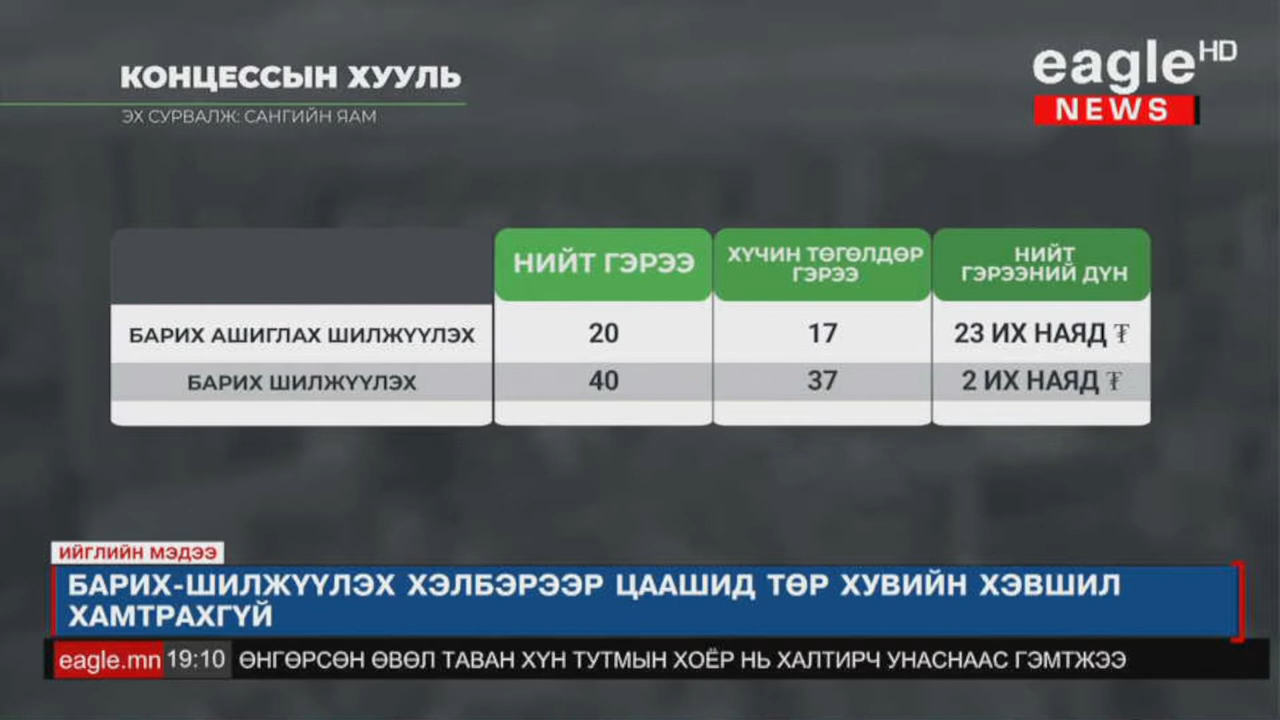 КОНЦЕССЫН ХУУЛЬ
ЭХ СУРВАЛЖ: САНГИЙН ЯАМ
eagle HD
NEWS
НИЙТ ГЭРЭЭ
ХҮЧИН ТӨГӨЛДӨР
ГЭРЭЭ
НИЙТ
ГЭРЭЭНИЙ ДҮН
БАРИХ АШИГЛАХ ШИЛЖҮҮЛЭХ 20 17 23 ИХ НАЯД ₮
БАРИХ ШИЛЖҮҮЛЭХ 40 37 2 ИХ НАЯД ₮
ИЙГЛИЙН МЭДЭЭ
БАРИХ-ШИЛЖҮҮЛЭХ ХЭЛБЭРЭЭР ЦААШИД ТӨР ХУВИЙН ХЭВШИЛ
ХАМТРАХГҮЙ
eagle.mn 19:10 ӨНГӨРСӨН ӨВӨЛ ТАВАН ХҮН ТУТМЫН ХОЁР НЬ ХАЛТИРЧ УНАСНААС ГЭМТЖЭЭ